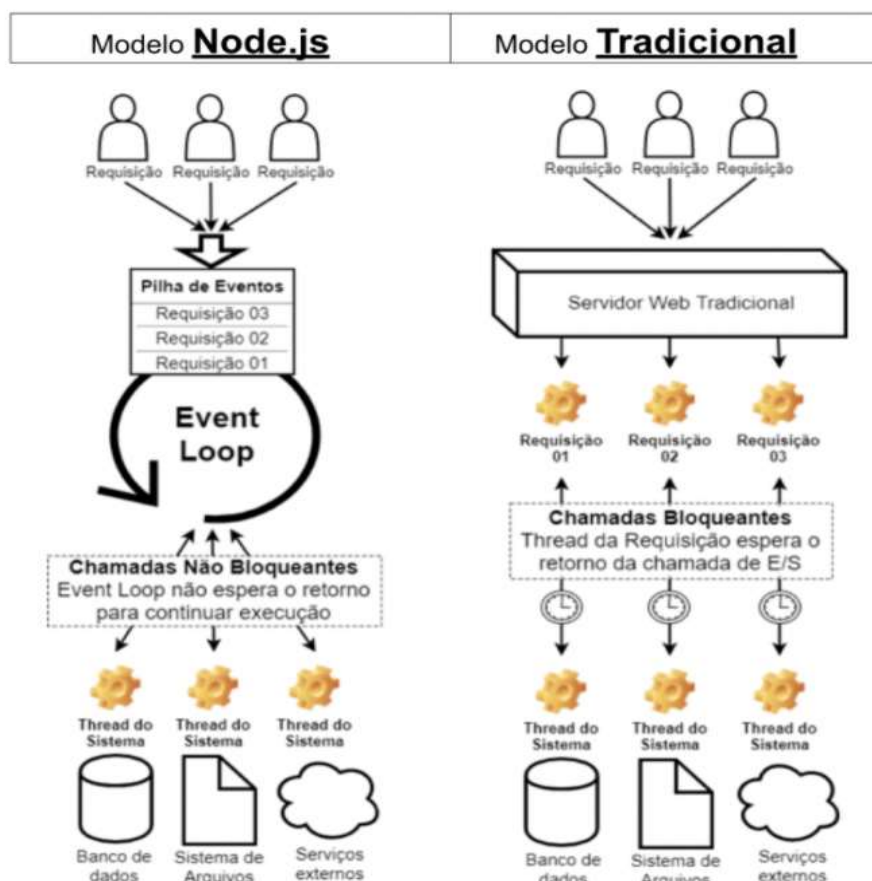 Modelo Node.js
Requisição Requisição Requisição
Pilha de Eventos
Requisição 03
Requisição 02
Requisição 01
Event
Loop
Chamadas Não Bloqueantes
Event Loop não espera o retorno
para continuar execução
Thread do Thread do Thread do
Sistema Sistema Sistema
Banco de dados
Sistema de Arquivos
Serviços externos
Modelo Tradicional
Requisição Requisição Requisição
Servidor Web Tradicional
Requisição Requisição Requisição
01 02 03
Chamadas Bloqueantes
Thread da Requisição espera o
retorno da chamada de E/S
Thread do Thread do Thread do
Sistema Sistema Sistema
Banco de dados
Sistema de Arquivos
Serviços externos